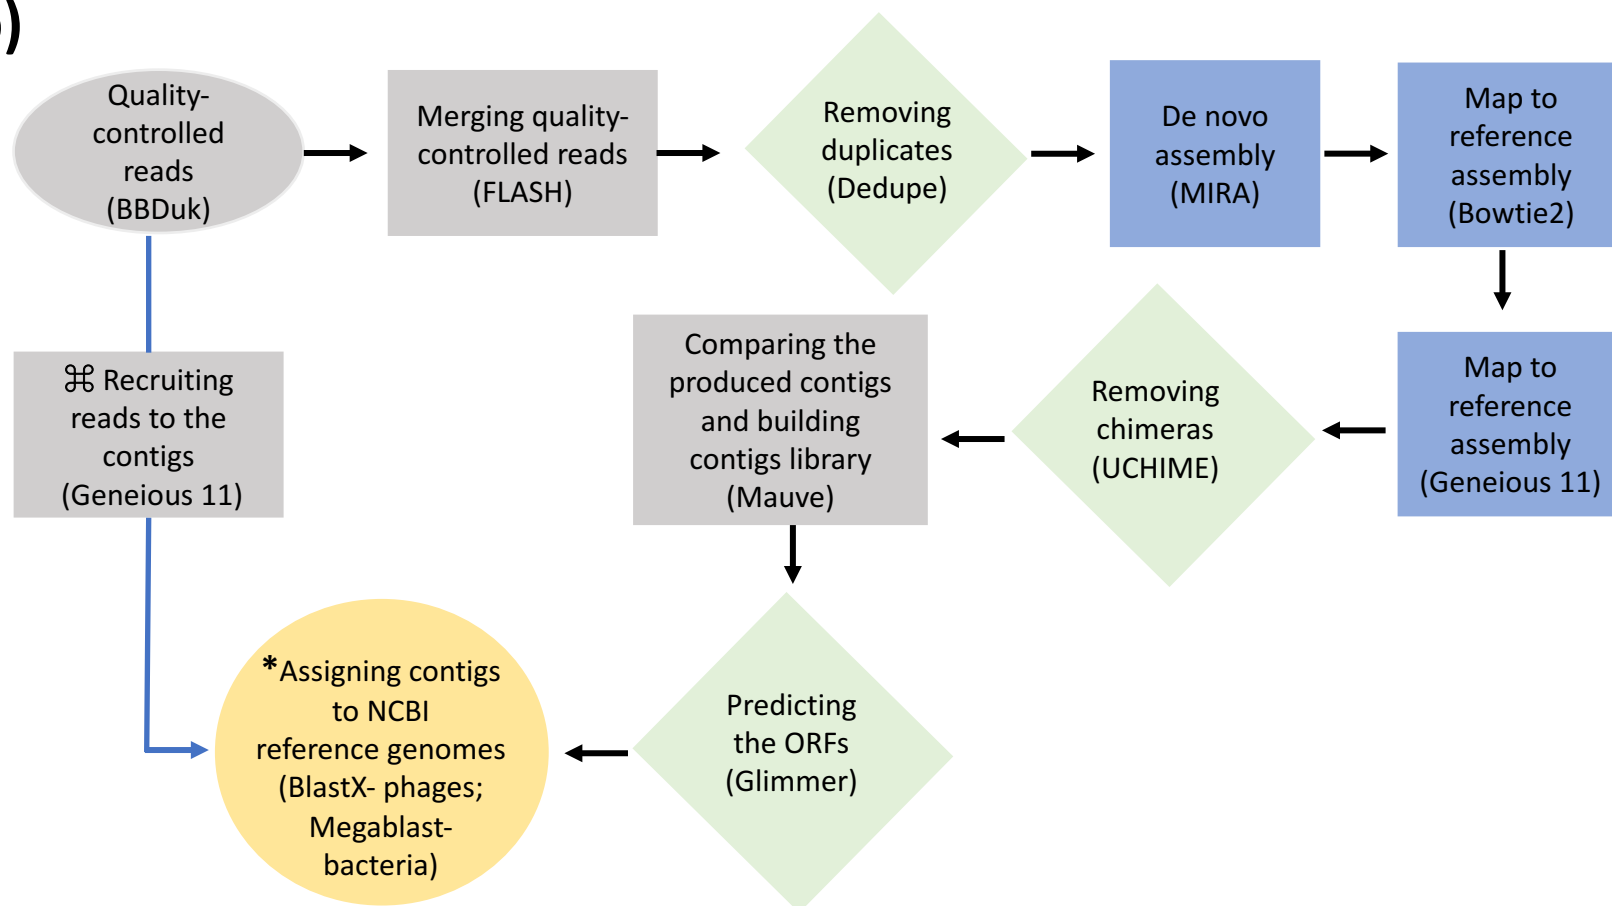 )
Quality-
controlled
reads
(BBDuk)
Merging quality-
controlled reads
(FLASH)
Removing
duplicates
(Dedupe)
De novo
assembly
(MIRA)
Map to
reference
assembly
(Bowtie2)
Map to
reference
assembly
(Geneious 11)
Removing
chimeras
(UCHIME)
Comparing the
produced contigs
and building
contigs library
(Mauve)
⌘ Recruiting
reads to the
contigs
(Geneious 11)
Predicting
the ORFs
(Glimmer)
*Assigning contigs
to NCBI
reference genomes
(BlastX- phages;
Megablast-
bacteria)